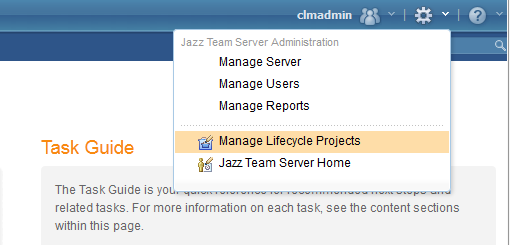 clmadmin
Jazz Team Server Administration
Manage Server
Manage Users
Manage Reports
Manage Lifecycle Projects
Jazz Team Server Home
Task Guide
The Task Guide is your quick reference for recommended next steps and
related tasks. For more information on each task, see the content sections
within this page.